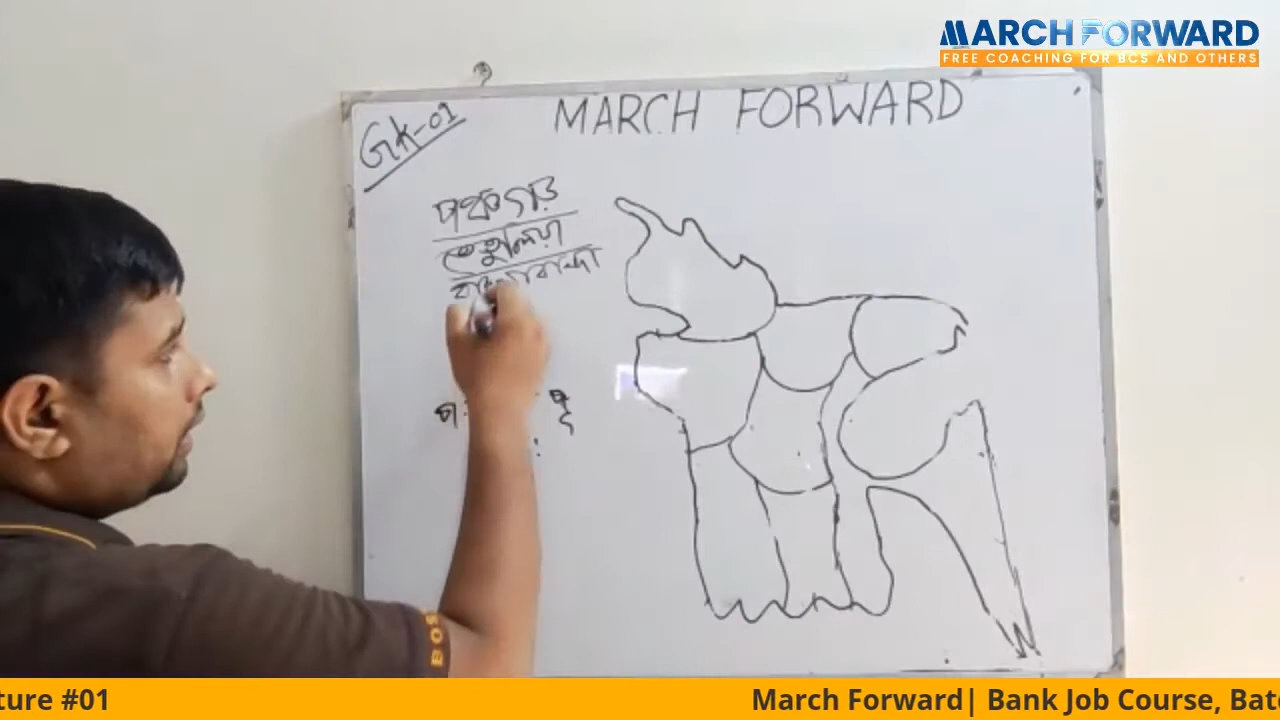 MARCH FORWARD
FREE COACHING FOR BCS AND OTHERS
MARCH FORWARD
GK-01
পঞ্চগড়
তেতুলিয়া
বাংলাবান্দা
BOS
ture #01
March Forward| Bank Job Course, Bat